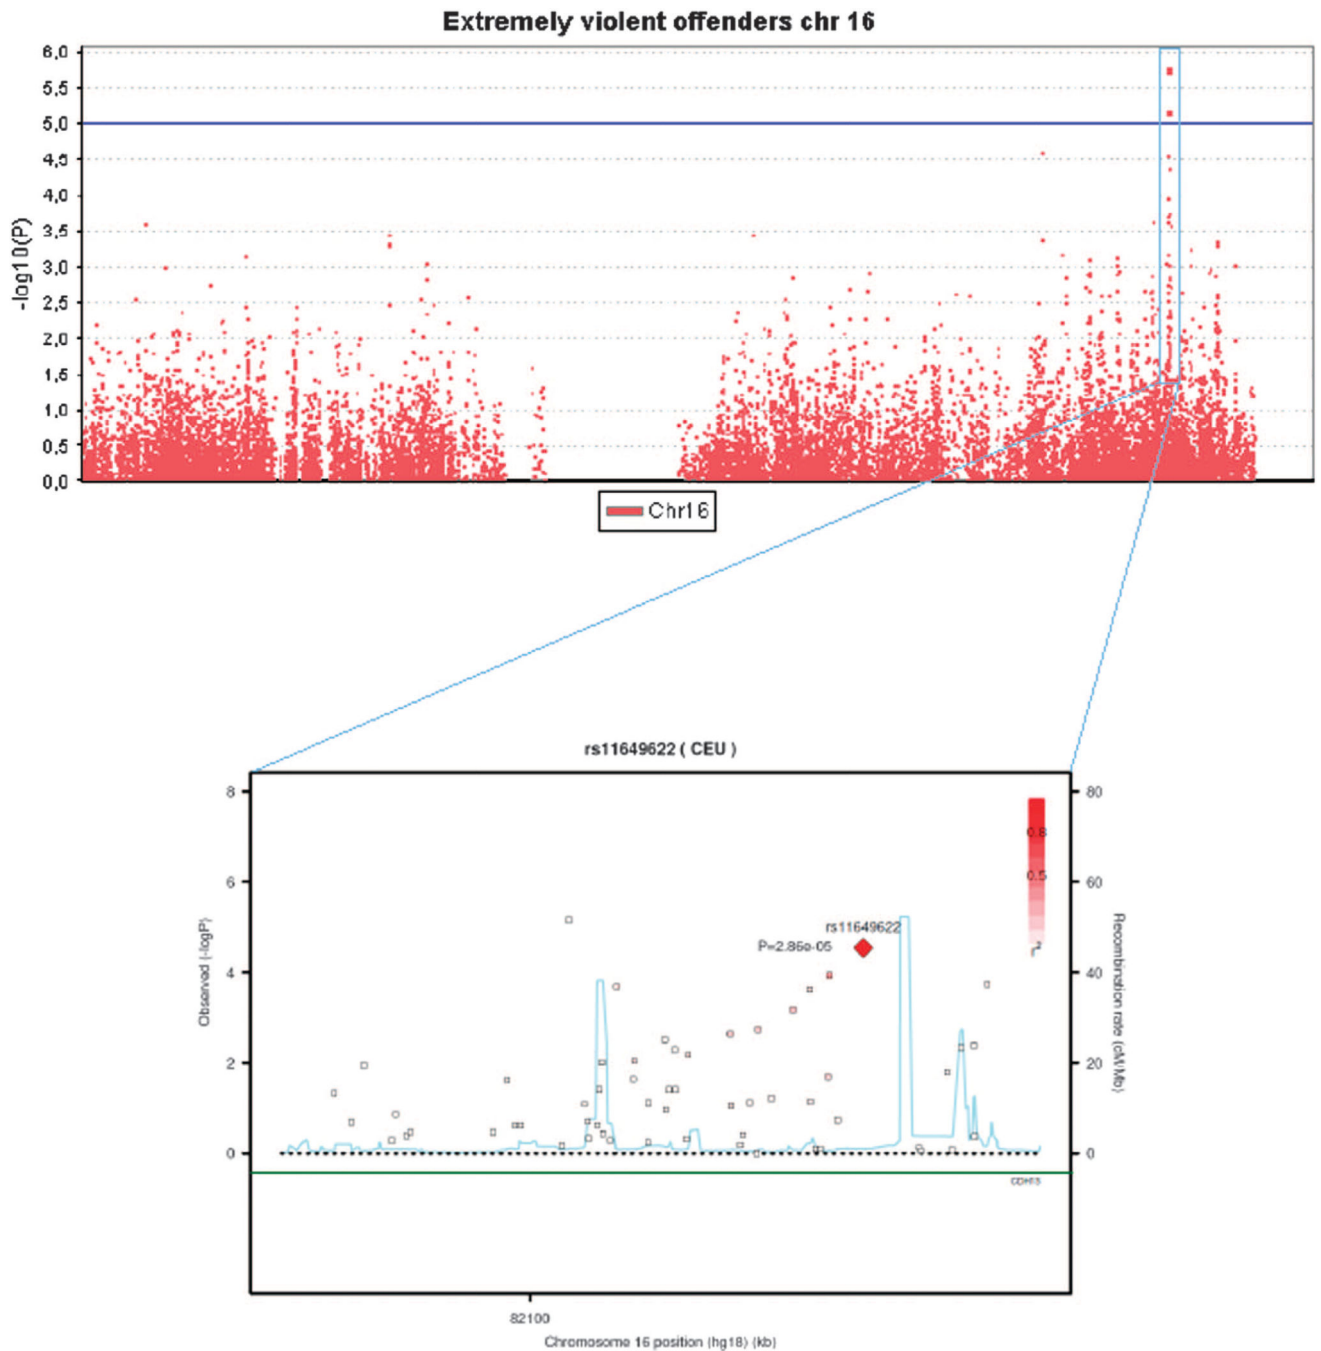 Extremely violent offenders chr 16
6,0
5,5
5,0
4,5
4,0
3,5
3,0
2,5
2,0
1,5
1,0
0,5
0,0
-log10(P)
Chr16
rs11649622 ( CEU )
8
6
4
2
0
Observed (-logP)
80
60
40
20
0
Recombination rate (cM/Mb)
0.8
0.5
r²
rs11649622
P=2.86e-05
CDH13
82100
Chromosome 16 position (hg18) (kb)